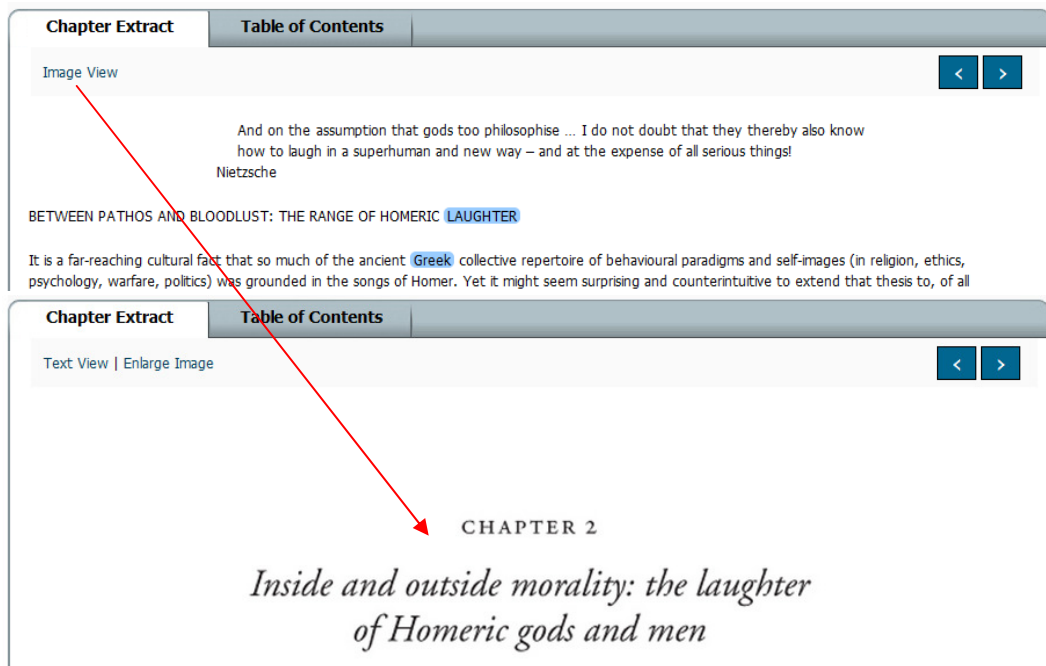 Chapter Extract Table of Contents
Image View < >
And on the assumption that gods too philosophise … I do not doubt that they thereby also know
how to laugh in a superhuman and new way – and at the expense of all serious things!
Nietzsche
BETWEEN PATHOS AND BLOODLUST: THE RANGE OF HOMERIC LAUGHTER
It is a far-reaching cultural fact that so much of the ancient Greek collective repertoire of behavioural paradigms and self-images (in religion, ethics,
psychology, warfare, politics) was grounded in the songs of Homer. Yet it might seem surprising and counterintuitive to extend that thesis to, of all
Chapter Extract Table of Contents
Text View | Enlarge Image < >
CHAPTER 2
Inside and outside morality: the laughter
of Homeric gods and men